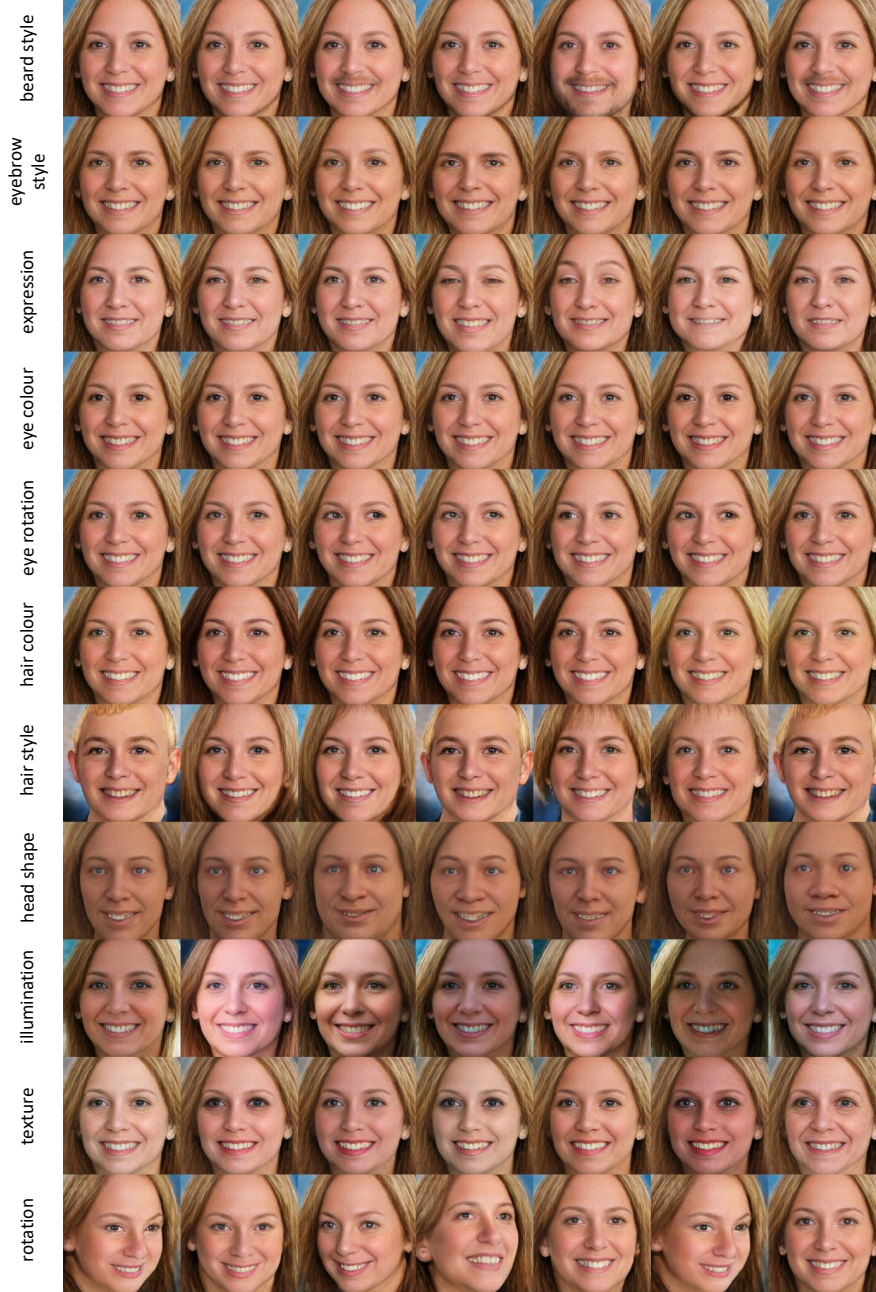 beard style
eyebrow
style
expression
eye colour
eye rotation
hair colour
hair style
head shape
illumination
texture
rotation